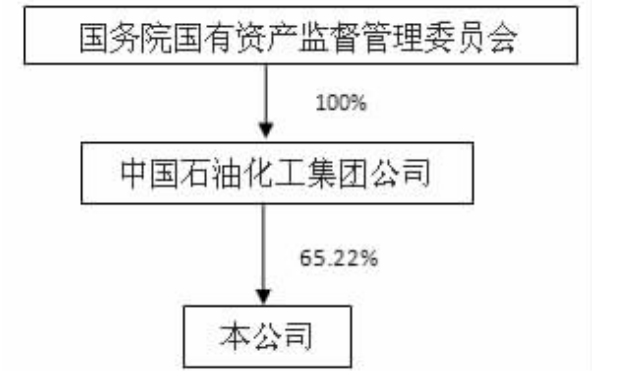 国务院国有资产监督管理委员会
100%
中国石油化工集团公司
65.22%
本公司